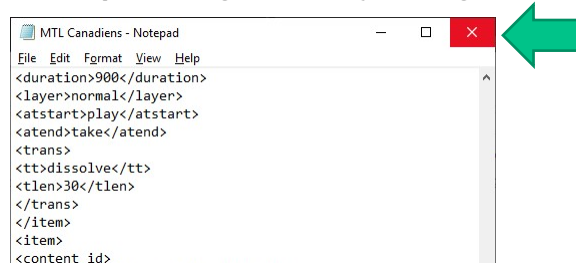 MTL Canadiens - Notepad
File Edit Format View Help
<duration>900</duration>
<layer>normal</layer>
<atstart>play</atstart>
<atend>take</atend>
<trans>
<tt>dissolve</tt>
<tlen>30</tlen>
</trans>
</item>
<item>
<content id>